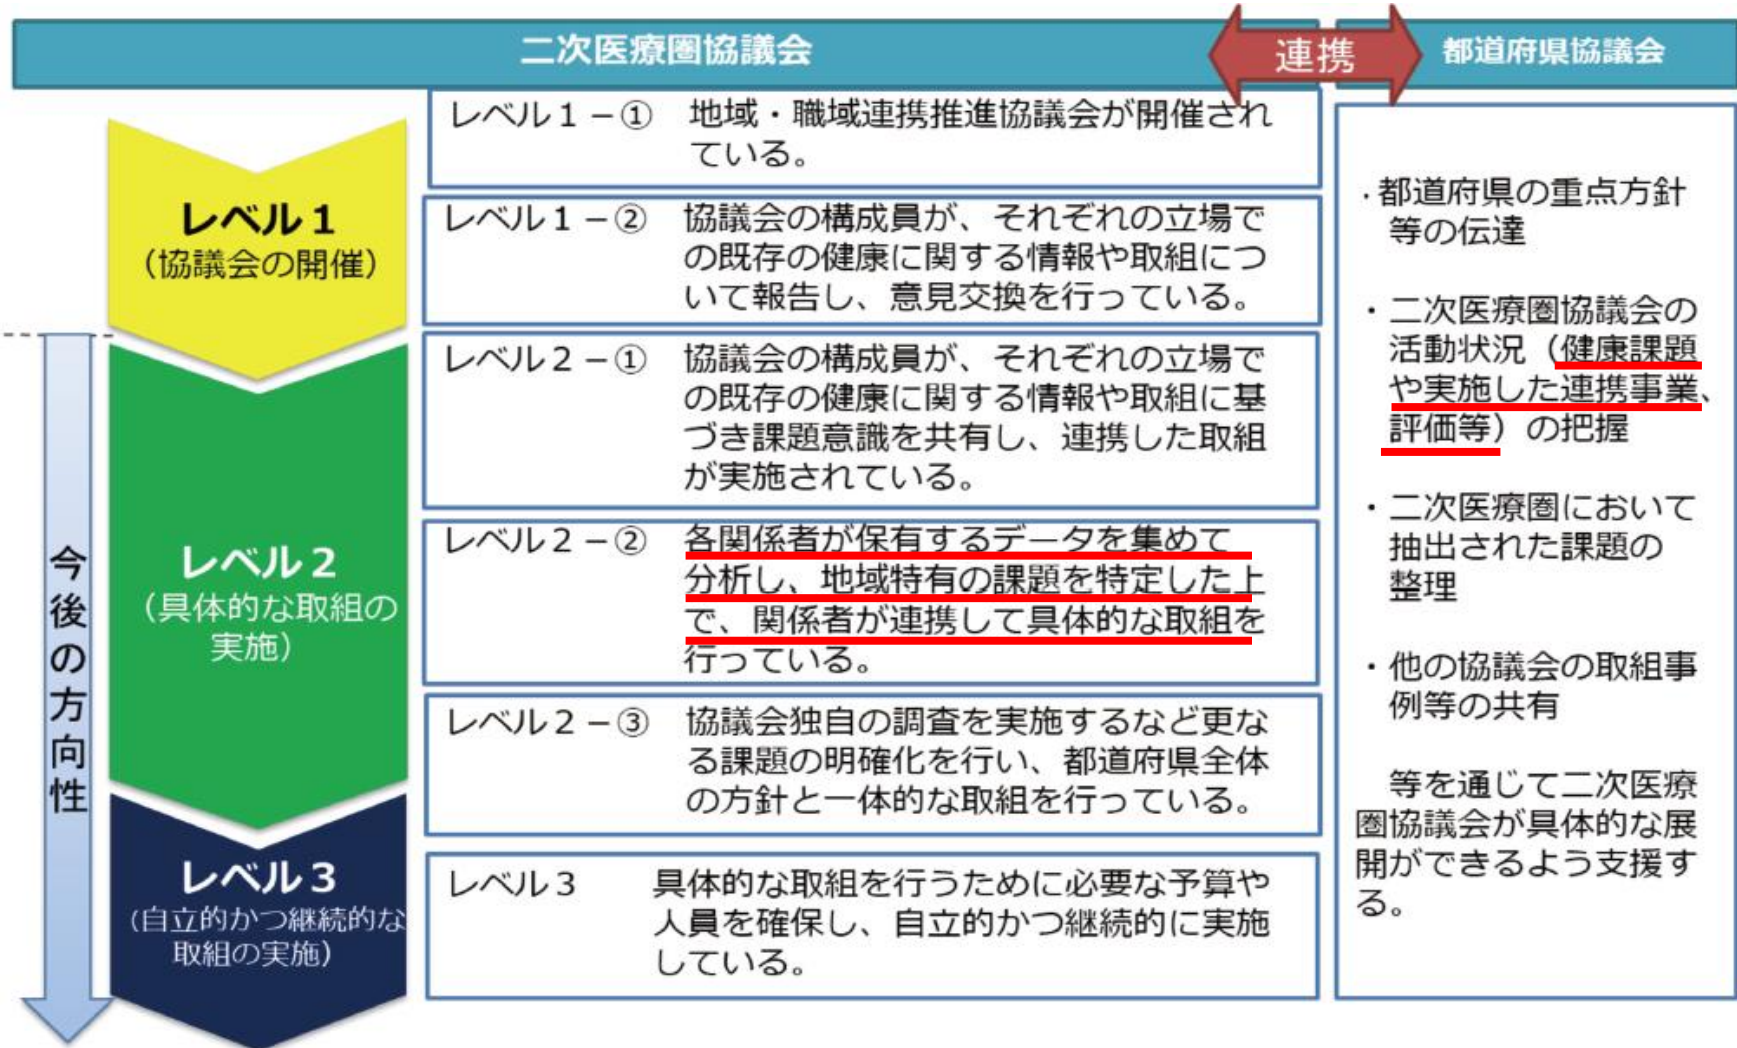 二次医療圏協議会
連携
都道府県協議会
今後の方向性
レベル１
（協議会の開催）
レベル２
（具体的な取組の
実施）
レベル３
（自立的かつ継続的な
取組の実施）
レベル１－① 地域・職域連携推進協議会が開催され
ている。
レベル１－② 協議会の構成員が、それぞれの立場で
の既存の健康に関する情報や取組につ
いて報告し、意見交換を行っている。
レベル２－① 協議会の構成員が、それぞれの立場で
の既存の健康に関する情報や取組に基
づき課題意識を共有し、連携した取組
が実施されている。
レベル２－② 各関係者が保有するデータを集めて
分析し、地域特有の課題を特定した上
で、関係者が連携して具体的な取組を
行っている。
レベル２－③ 協議会独自の調査を実施するなど更な
る課題の明確化を行い、都道府県全体
の方針と一体的な取組を行っている。
レベル３ 具体的な取組を行うために必要な予算や
人員を確保し、自立的かつ継続的に実施
している。
・都道府県の重点方針
等の伝達
・二次医療圏協議会の
活動状況（健康課題
や実施した連携事業、
評価等）の把握
・二次医療圏において
抽出された課題の
整理
・他の協議会の取組事
例等の共有
等を通じて二次医療
圏協議会が具体的な展
開ができるよう支援す
る。